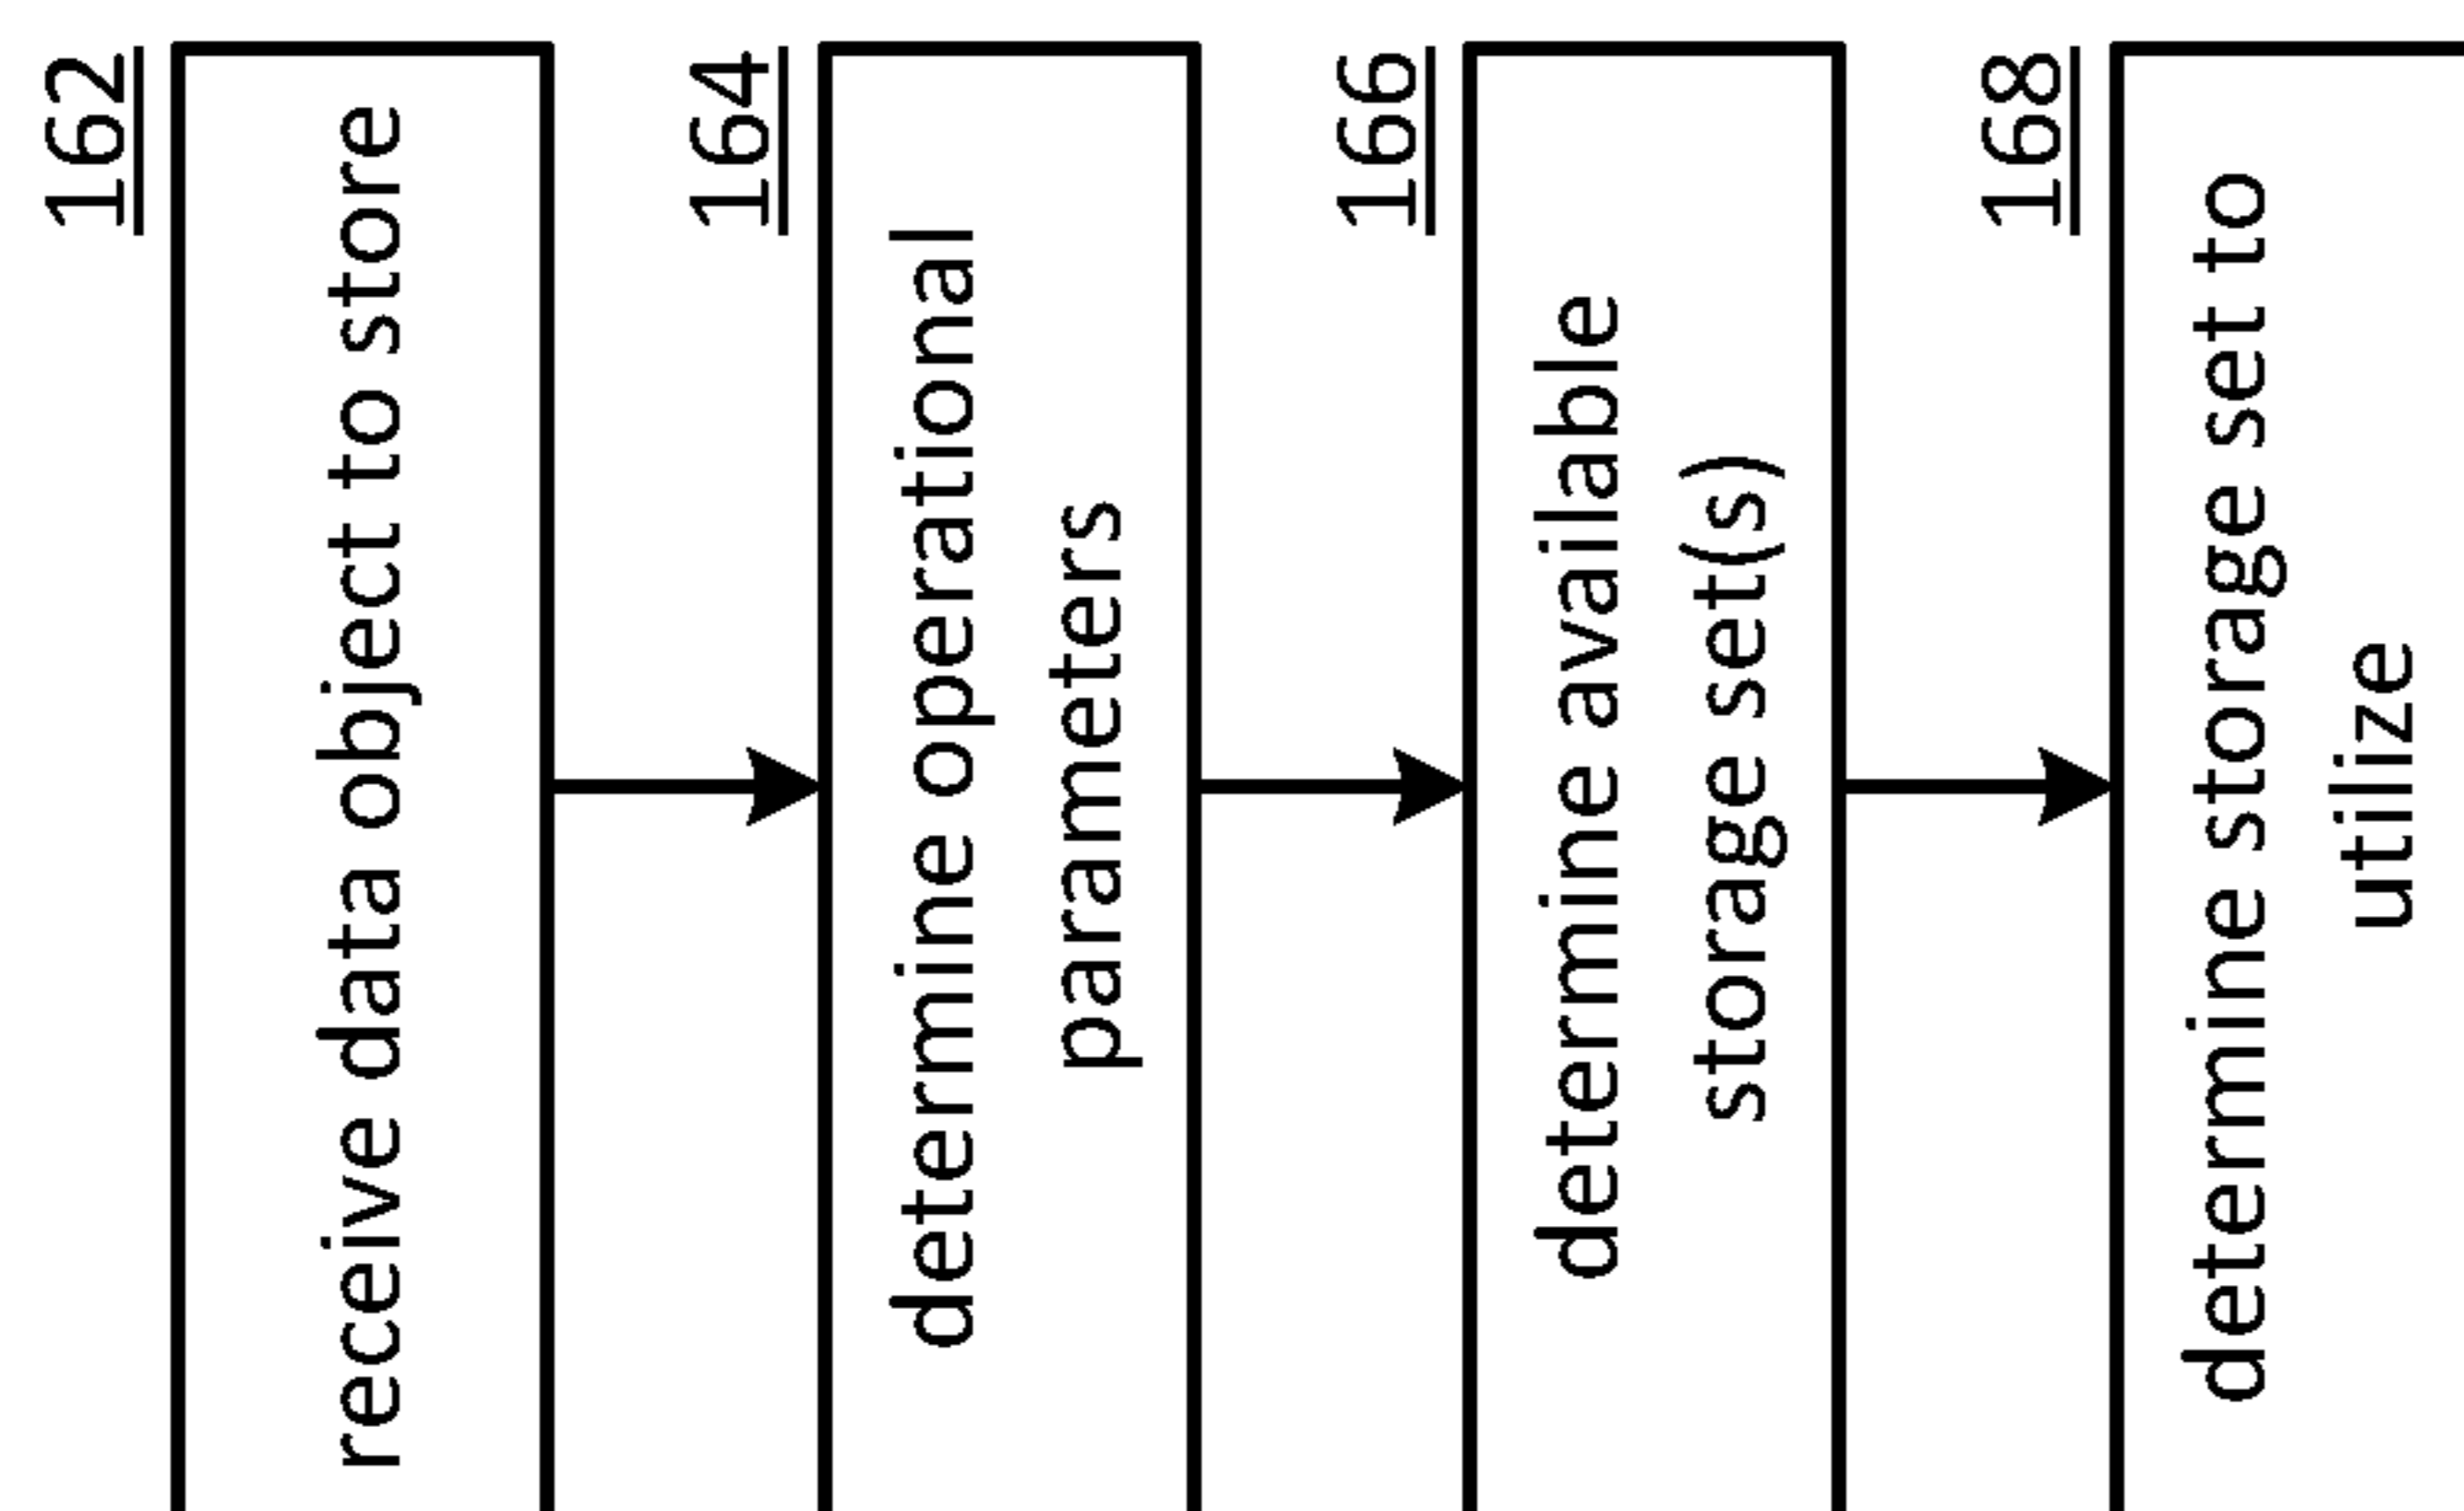 162
receive data object to store
164
determine operational
parameters
166
determine available
storage set(s)
168
determine storage set to
utilize